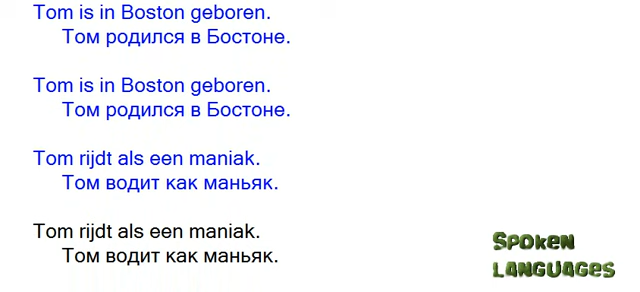 Tom is in Boston geboren.
Том родился в Бостоне.
Tom is in Boston geboren.
Том родился в Бостоне.
Tom rijdt als een maniak.
Том водит как маньяк.
Tom rijdt als een maniak.
Том водит как маньяк.
Spoken
Languages